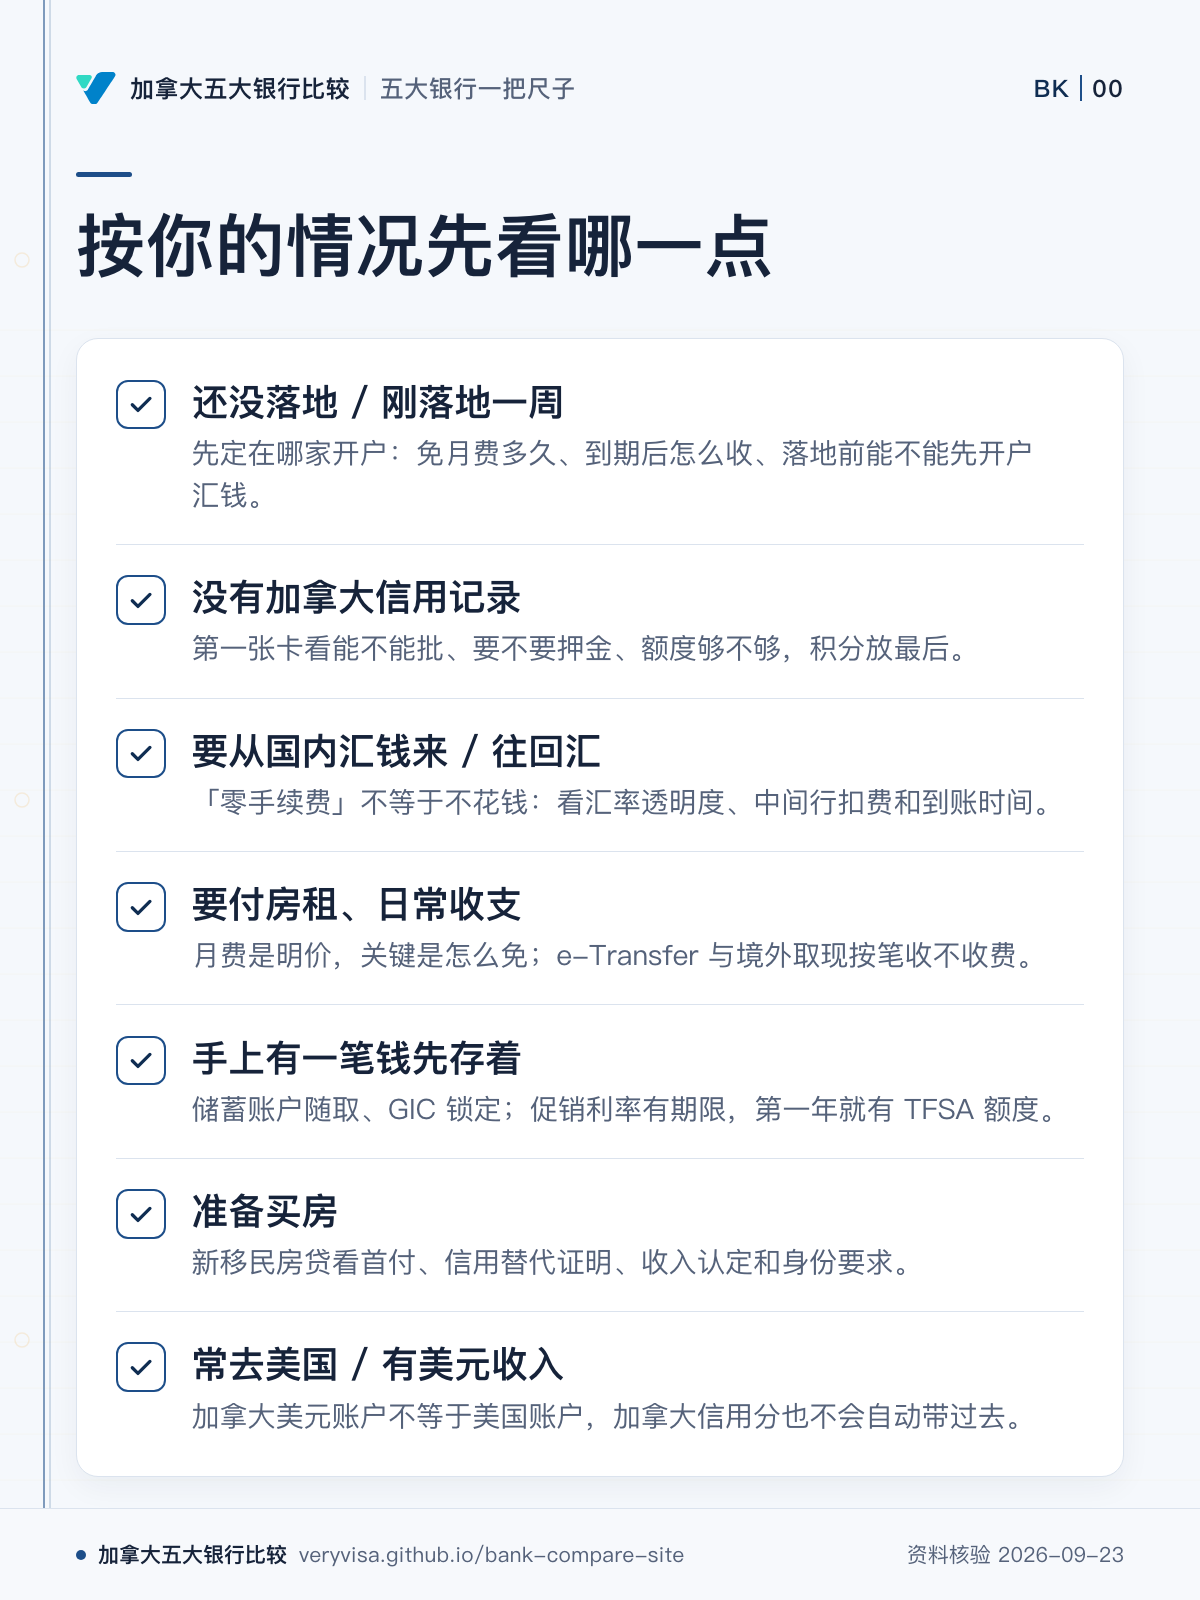 加拿大五大银行比较 | 五大银行一把尺子
BK | 00
按你的情况先看哪一点
还没落地 / 刚落地一周
先定在哪家开户：免月费多久、到期后怎么收、落地前能不能先开户
汇钱。
没有加拿大信用记录
第一张卡看能不能批、要不要押金、额度够不够，积分放最后。
要从国内汇钱来 / 往回汇
「零手续费」不等于不花钱：看汇率透明度、中间行扣费和到账时间。
要付房租、日常收支
月费是明价，关键是怎么免；e-Transfer 与境外取现按笔收不收费。
手上有一笔钱先存着
储蓄账户随取、GIC 锁定；促销利率有期限，第一年就有 TFSA 额度。
准备买房
新移民房贷看首付、信用替代证明、收入认定和身份要求。
常去美国 / 有美元收入
加拿大美元账户不等于美国账户，加拿大信用分也不会自动带过去。
加拿大五大银行比较 veryvisa.github.io/bank-compare-site
资料核验 2026-09-23